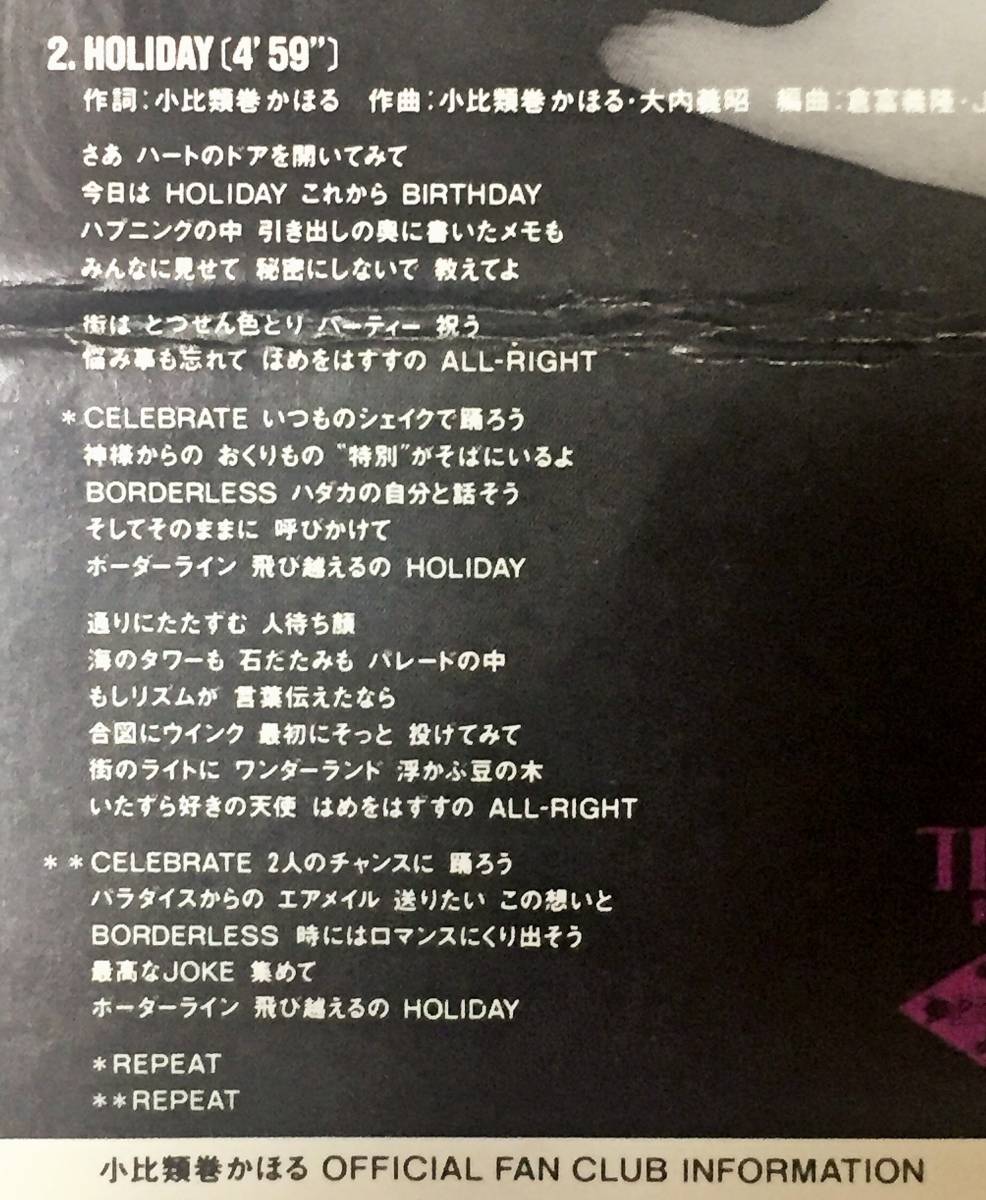 2. HOLIDAY〔4'59"〕
作詞:小比類巻かほる 作曲:小比類巻かほる・大内義昭 編曲:倉富義隆・J
さあ ハートのドアを開いてみて
今日は HOLIDAY これから BIRTHDAY
ハプニングの中 引き出しの奥に書いたメモも
みんなに見せて 秘密にしないで 教えてよ
街は とつせん色とり パーティー 祝う
悩み事も忘れて はめをはすすの ALL-RIGHT
*CELEBRATE いつものシェイクで踊ろう
神様からの おくりもの "特別"がそばにいるよ
BORDERLESS ハダカの自分と話そう
そしてそのままに 呼びかけて
ボーダーライン 飛び越えるの HOLIDAY
通りにたたずむ 人待ち顔
海のタワーも 石だたみも パレードの中
もしリズムが 言葉伝えたなら
合図にウインク 最初にそっと 投げてみて
街のライトに ワンダーランド 浮かぶ豆の木
いたずら好きの天使 はめをはずすの ALL-RIGHT
**CELEBRATE 2人のチャンスに 踊ろう
パラダイスからの エアメイル 送りたい この想いと
BORDERLESS 時にはロマンスにくり出そう
最高なJOKE 集めて
ボーダーライン 飛び越えるの HOLIDAY
*REPEAT
**REPEAT
小比類巻かほる OFFICIAL FAN CLUB INFORMATION